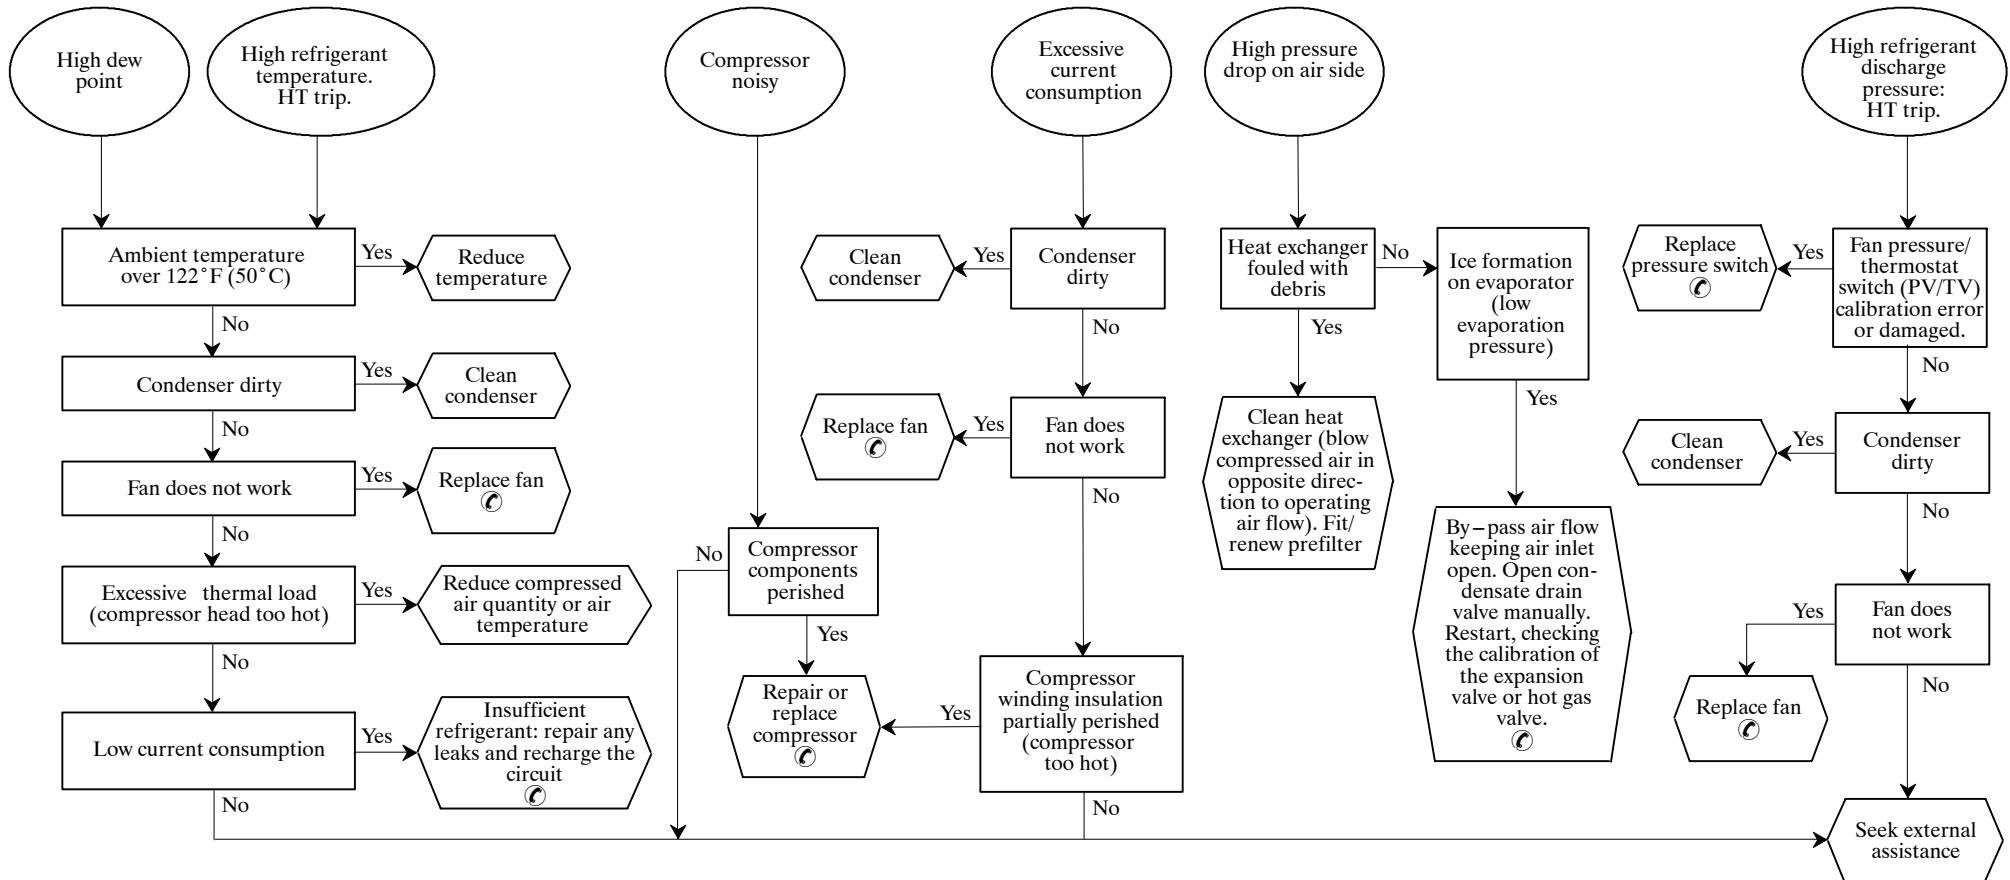 High dew
point
High refrigerant
temperature.
HT trip.
Compressor
noisy
Excessive
current
consumption
High pressure
drop on air side
High refrigerant
discharge
pressure:
HT trip.
Ambient temperature
over 122°F (50°C)
Yes
Reduce
temperature
No
Condenser dirty
Yes
Clean
condenser
No
Fan does not work
Yes
Replace fan
No
Excessive thermal load
(compressor head too hot)
Yes
Reduce compressed
air quantity or air
temperature
No
Low current consumption
Yes
Insufficient
refrigerant: repair any
leaks and recharge the
circuit
No
Compressor
components
perished
No
Yes
Repair or
replace
compressor
Condenser
dirty
Yes
Clean
condenser
No
Fan does
not work
Yes
Replace fan
No
Compressor
winding insulation
partially perished
(compressor
too hot)
Yes
No
Heat exchanger
fouled with
debris
No
Yes
Clean heat
exchanger (blow
compressed air in
opposite direc-
tion to operating
air flow). Fit/
renew prefilter
Ice formation
on evaporator
(low
evaporation
pressure)
Yes
By-pass air flow
keeping air inlet
open. Open con-
densate drain
valve manually.
Restart, checking
the calibration of
the expansion
valve or hot gas
valve.
Fan pressure/
thermostat
switch (PV/TV)
calibration error
or damaged.
Yes
Replace
pressure switch
No
Condenser
dirty
Yes
Clean
condenser
No
Fan does
not work
Yes
Replace fan
No
Seek external
assistance